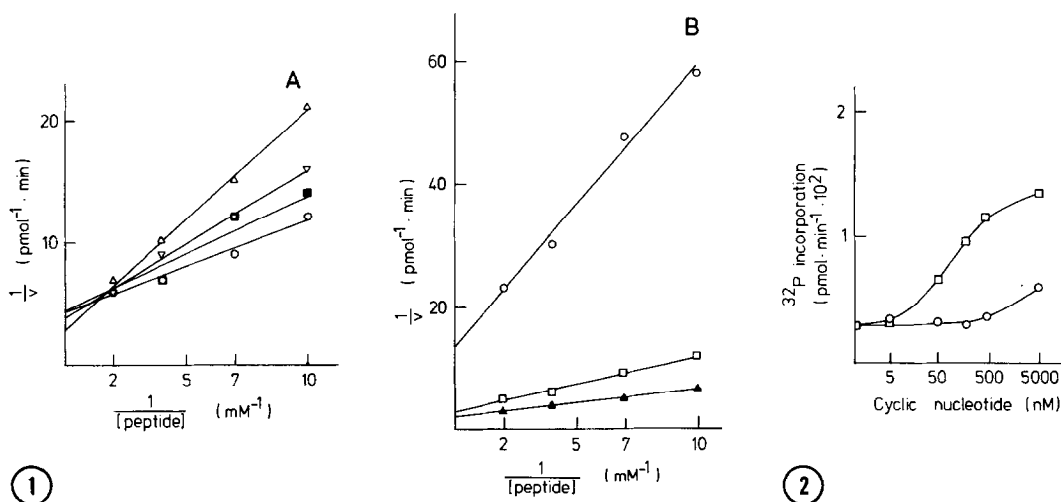 A
20
10
1/v (pmol⁻¹ · min)
2 5 7 10
1/[peptide] (mM⁻¹)
1
B
60
40
20
1/v (pmol⁻¹ · min)
2 5 7 10
1/[peptide] (mM⁻¹)
2
1
³²P incorporation
(pmol · min⁻¹ · 10²)
5 50 500 5000
Cyclic nucleotide (nM)
2